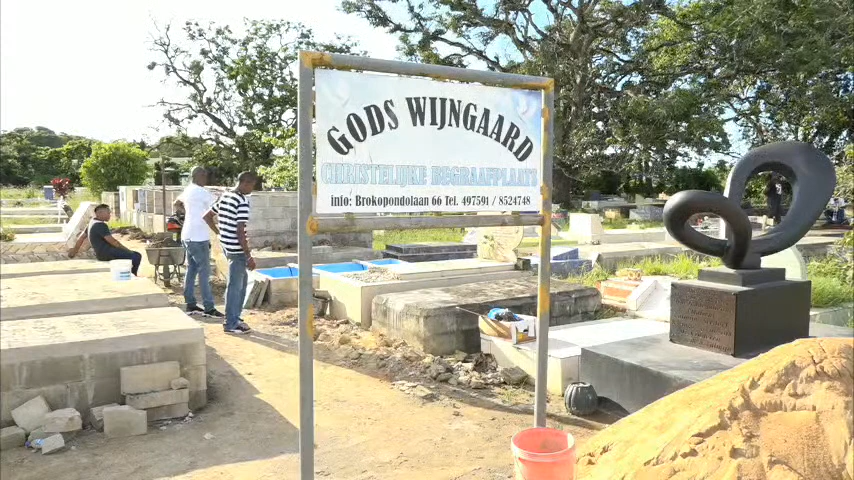 GODS WIJNGAARD
CHRISTELIJKE BEGRAAFPLAATS
info: Brokopondolaan 66 Tel. 497591 / 8524748